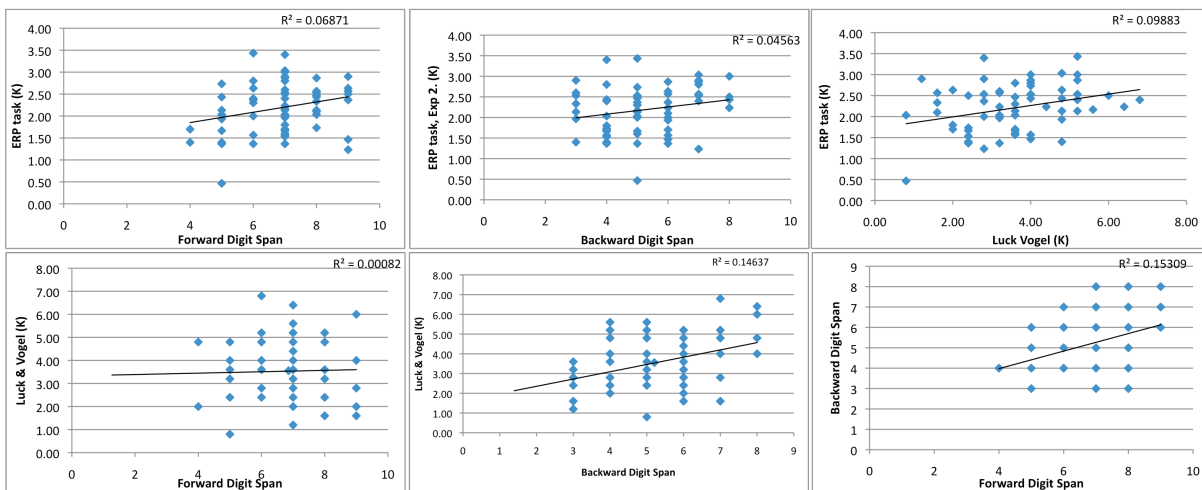 R² = 0.06871
4.00
3.50
3.00
2.50
2.00
1.50
1.00
0.50
0.00
ERP task (K)
0 2 4 6 8 10
Forward Digit Span
R² = 0.04563
4.00
3.50
3.00
2.50
2.00
1.50
1.00
0.50
0.00
ERP task, Exp 2. (K)
0 2 4 6 8 10
Backward Digit Span
R² = 0.09883
4.00
3.50
3.00
2.50
2.00
1.50
1.00
0.50
0.00
ERP task (K)
0.00 2.00 4.00 6.00 8.00
Luck Vogel (K)
R² = 0.00082
8.00
7.00
6.00
5.00
4.00
3.00
2.00
1.00
0.00
Luck & Vogel (K)
0 2 4 6 8 10
Forward Digit Span
R² = 0.14637
8.00
7.00
6.00
5.00
4.00
3.00
2.00
1.00
0.00
Luck & Vogel (K)
0 1 2 3 4 5 6 7 8 9
Backward Digit Span
R² = 0.15309
9
8
7
6
5
4
3
2
1
0
Backward Digit Span
0 2 4 6 8 10
Forward Digit Span